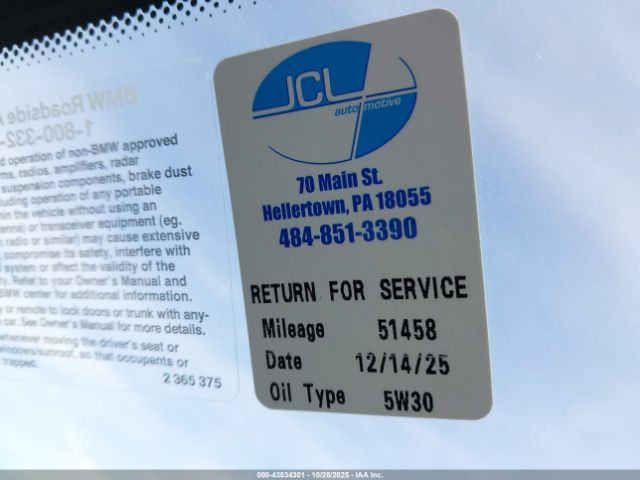 BMW Roadside A
1-800-332-
d operation of non-BMW approved
ms, radios, amplifiers, radar
suspension components, brake dust
luding operation of any portable
hin the vehicle without using an
enna) or transceiver equipment (eg.
radio or similar) may cause extensive
compromise its safety, interfere with
l system or affect the validity of the
ty. Refer to your Owner's Manual and
BMW center for additional information.
y or remote to lock doors or trunk with any-
car. See Owner's Manual for more details.
whenever moving the driver's seat or
windows/sunroof, so that occupants or
trapped.
2 365 375
JCL
automotive
70 Main St.
Hellertown, PA 18055
484-851-3390
RETURN FOR SERVICE
Mileage 51458
Date 12/14/25
Oil Type 5W30
000-43534301 - 10/28/2025 - IAA Inc.